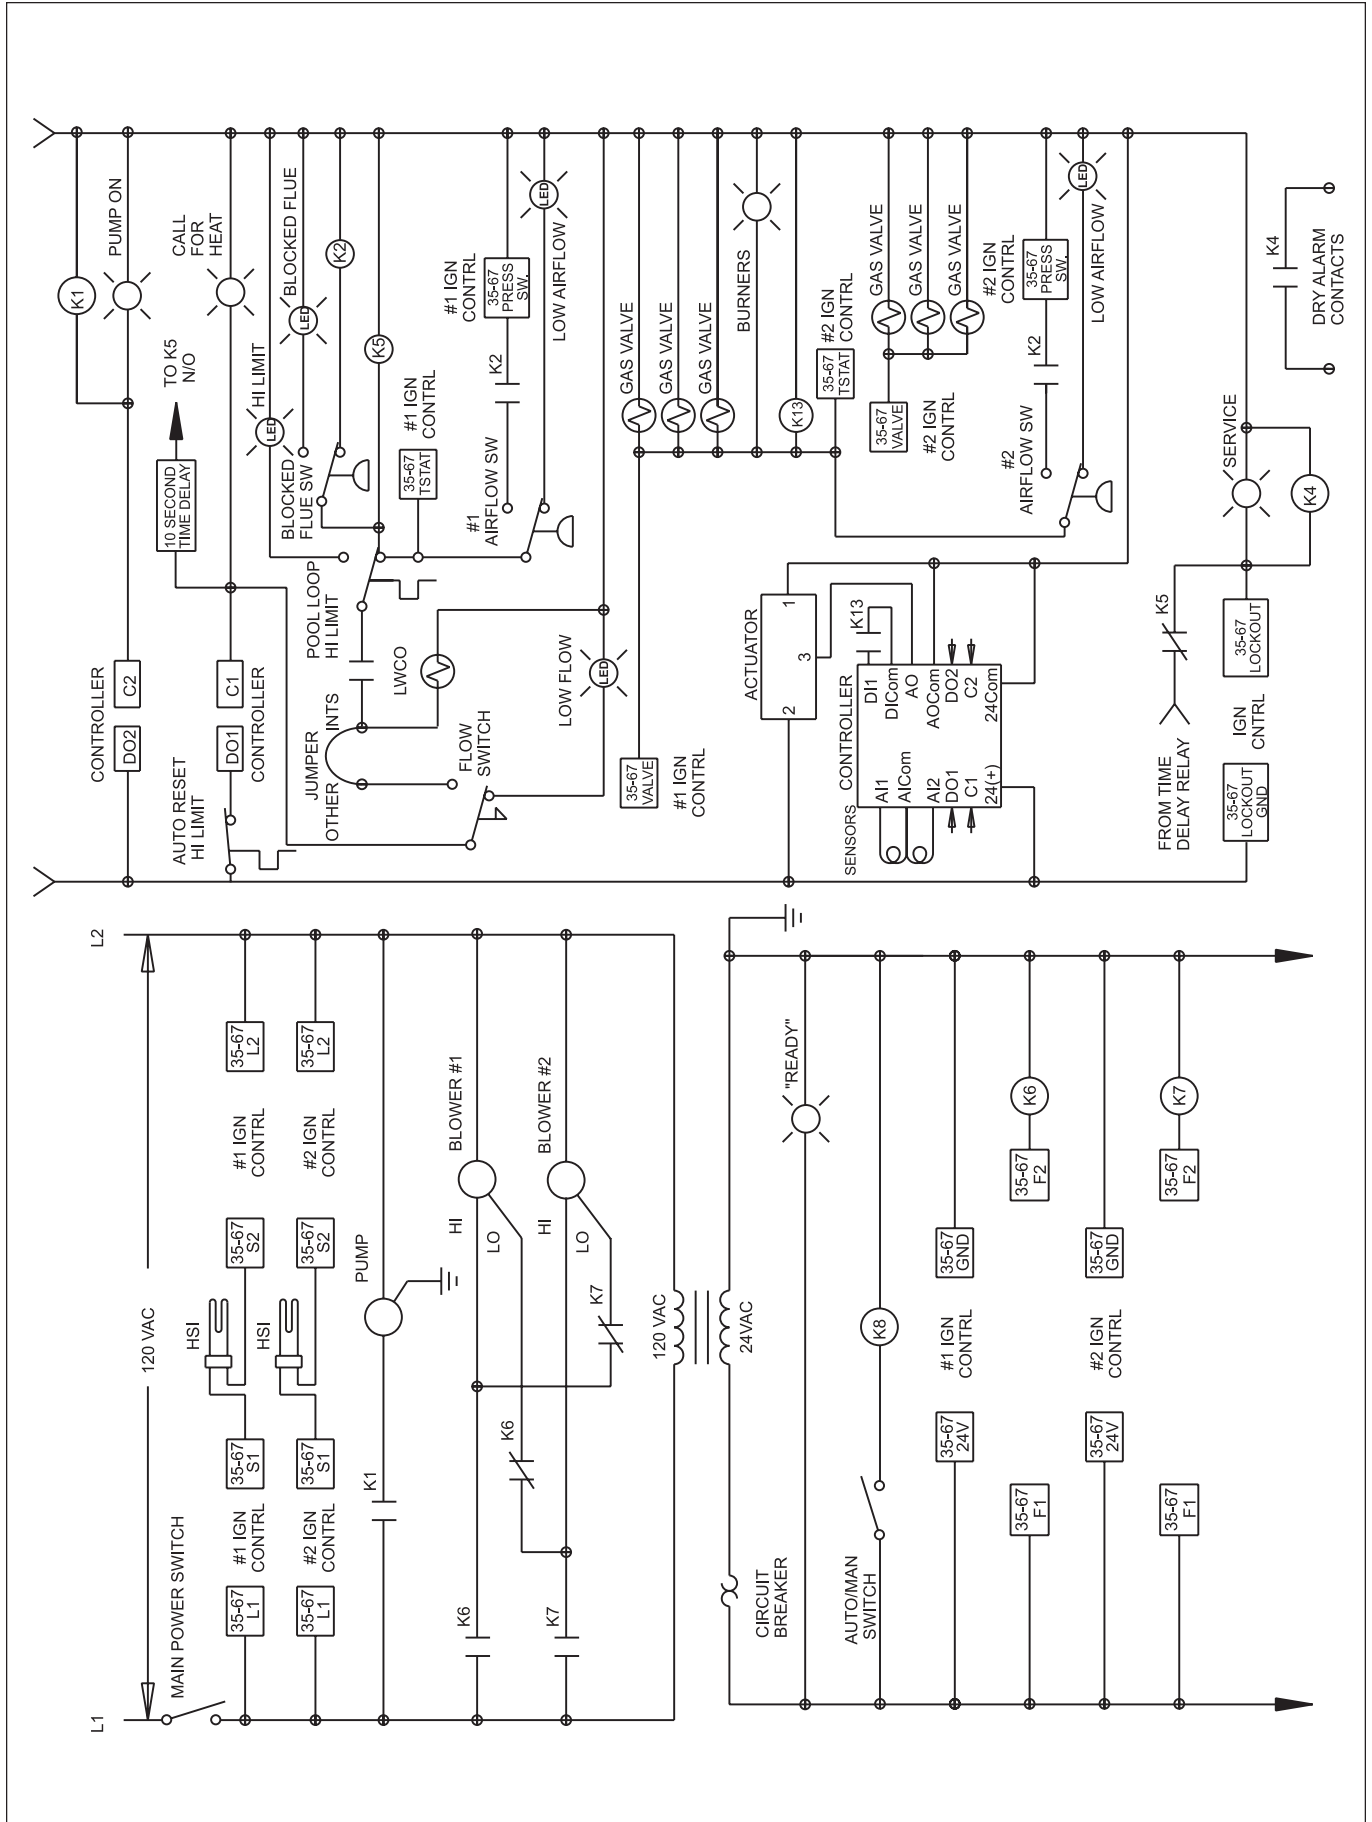 L1
120 VAC
L2
MAIN POWER SWITCH
35-67
L1
#1 IGN
CONTRL
35-67
S1
HSI
35-67
S2
#1 IGN
CONTRL
35-67
L2
35-67
L1
#2 IGN
CONTRL
35-67
S1
HSI
35-67
S2
#2 IGN
CONTRL
35-67
L2
K1
PUMP
K6
HI
BLOWER #1
LO
K6
K7
HI
BLOWER #2
LO
K7
120 VAC
24VAC
CIRCUIT
BREAKER
"READY"
AUTO/MAN
SWITCH
K8
35-67
24V
#1 IGN
CONTRL
35-67
GND
35-67
F1
35-67
F2
K6
35-67
24V
#2 IGN
CONTRL
35-67
GND
35-67
F1
35-67
F2
K7
K1
CONTROLLER
DO2
C2
PUMP ON
TO K5
N/O
10 SECOND
TIME DELAY
CALL
FOR
HEAT
AUTO RESET
HI LIMIT
DO1
C1
CONTROLLER
HI LIMIT
LED
BLOCKED FLUE
LED
BLOCKED
FLUE SW
K2
JUMPER
OTHER
INTS
POOL LOOP
HI LIMIT
K5
LWCO
35-67
TSTAT
#1 IGN
CONTRL
FLOW
SWITCH
#1
AIRFLOW SW
K2
35-67
PRESS
SW.
#1 IGN
CONTRL
LED
LOW AIRFLOW
LOW FLOW
LED
35-67
VALVE
#1 IGN
CONTRL
GAS VALVE
GAS VALVE
GAS VALVE
BURNERS
K13
ACTUATOR
2
3
1
35-67
TSTAT
#2 IGN
CONTRL
SENSORS
CONTROLLER
AI1
AICom
AI2
DO1
C1
24(+)
DI1
DICom
AO
AOCom
DO2
C2
24Com
K13
35-67
VALVE
#2 IGN
CONTRL
GAS VALVE
GAS VALVE
GAS VALVE
#2
AIRFLOW SW
K2
35-67
PRESS
SW.
#2 IGN
CONTRL
LED
LOW AIRFLOW
FROM TIME
DELAY RELAY
K5
35-67
LOCKOUT
GND
IGN
CNTRL
35-67
LOCKOUT
SERVICE
K4
K4
DRY ALARM
CONTACTS